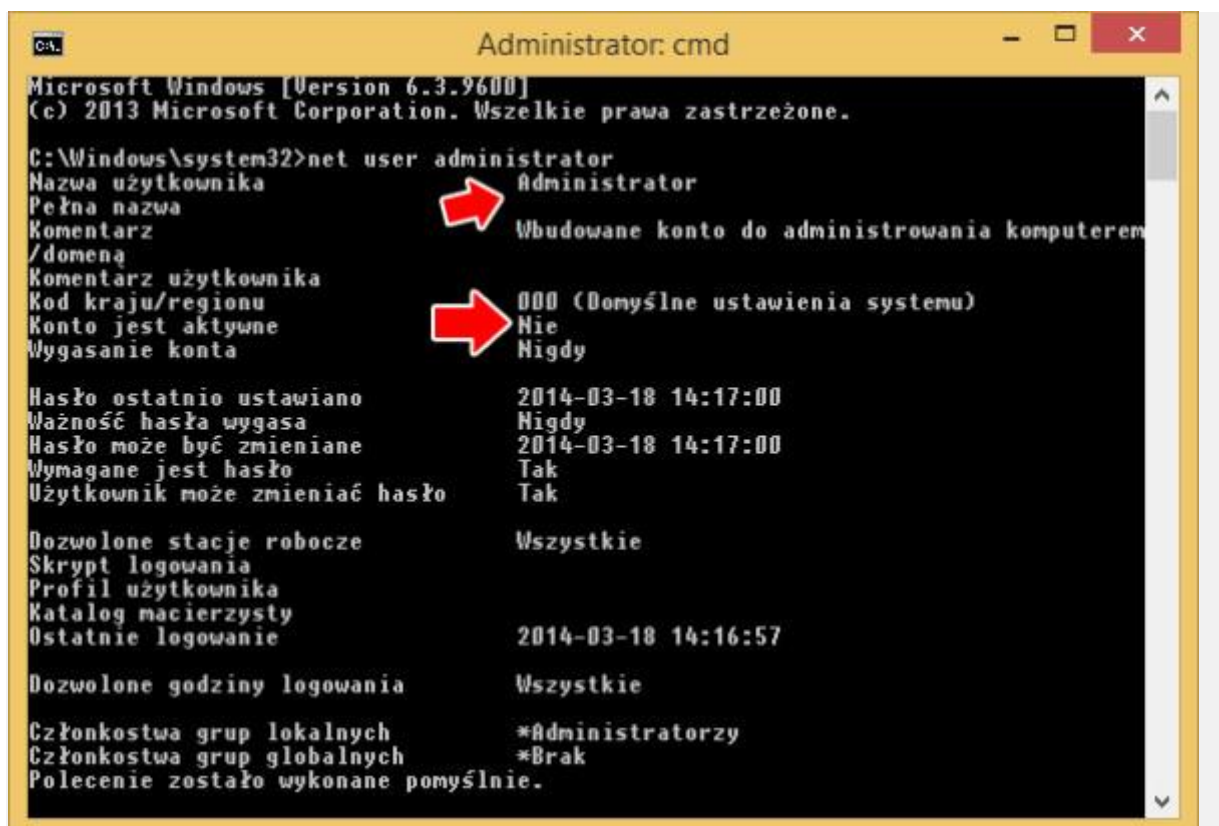 Administrator: cmd
Microsoft Windows [Version 6.3.9600]
(c) 2013 Microsoft Corporation. Wszelkie prawa zastrzeżone.
C:\Windows\system32>net user administrator
Nazwa użytkownika Administrator
Pełna nazwa
Komentarz Wbudowane konto do administrowania komputerem
/domeną
Komentarz użytkownika
Kod kraju/regionu 000 (Domyślne ustawienia systemu)
Konto jest aktywne Nie
Wygasanie konta Nigdy
Hasło ostatnio ustawiano 2014-03-18 14:17:00
Ważność hasła wygasa Nigdy
Hasło może być zmieniane 2014-03-18 14:17:00
Wymagane jest hasło Tak
Użytkownik może zmieniać hasło Tak
Dozwolone stacje robocze Wszystkie
Skrypt logowania
Profil użytkownika
Katalog macierzysty
Ostatnie logowanie 2014-03-18 14:16:57
Dozwolone godziny logowania Wszystkie
Członkostwa grup lokalnych *Administratorzy
Członkostwa grup globalnych *Brak
Polecenie zostało wykonane pomyślnie.